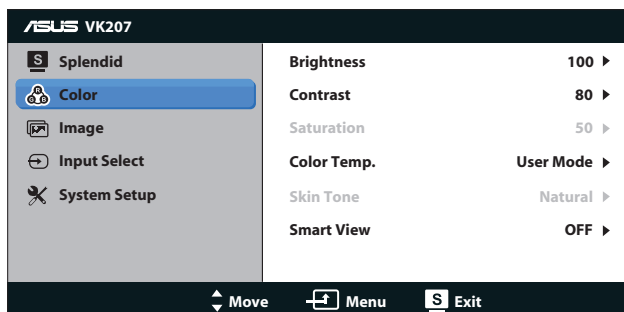 ASUS VK207
S Splendid
Color
Image
Input Select
System Setup
Brightness 100
Contrast 80
Saturation 50
Color Temp. User Mode
Skin Tone Natural
Smart View OFF
Move Menu S Exit